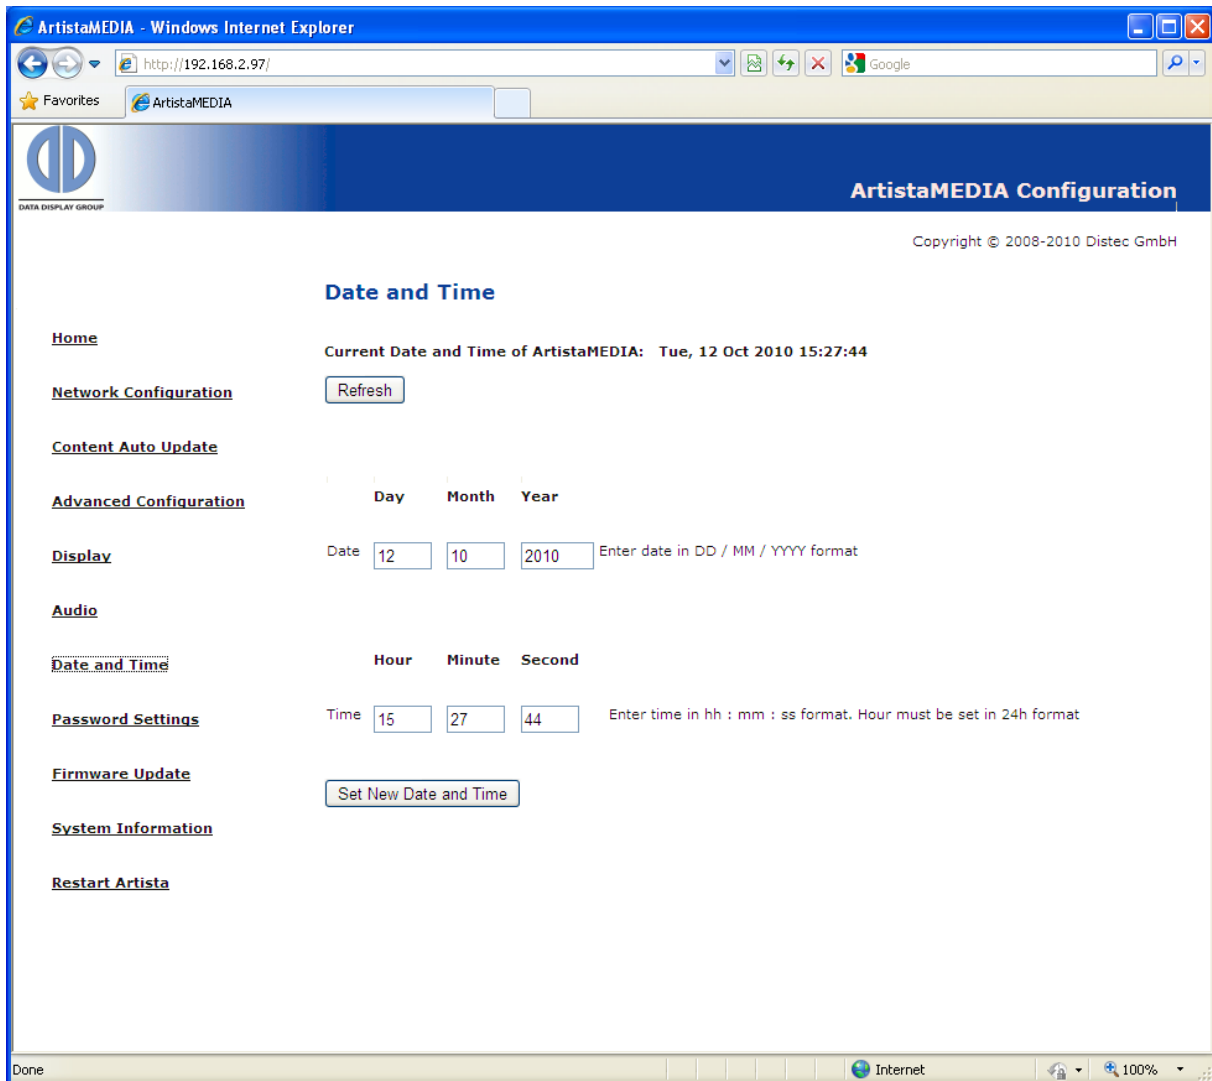 ArtistaMEDIA - Windows Internet Explorer
http://192.168.2.97/
Google
Favorites
ArtistaMEDIA
DATA DISPLAY GROUP
ArtistaMEDIA Configuration
Copyright © 2008-2010 Distec GmbH
Date and Time
Home
Current Date and Time of ArtistaMEDIA: Tue, 12 Oct 2010 15:27:44
Refresh
Network Configuration
Content Auto Update
Advanced Configuration
Day Month Year
Display
Date 12 10 2010 Enter date in DD / MM / YYYY format
Audio
Date and Time
Hour Minute Second
Password Settings
Time 15 27 44 Enter time in hh : mm : ss format. Hour must be set in 24h format
Firmware Update
Set New Date and Time
System Information
Restart Artista
Done Internet 100%